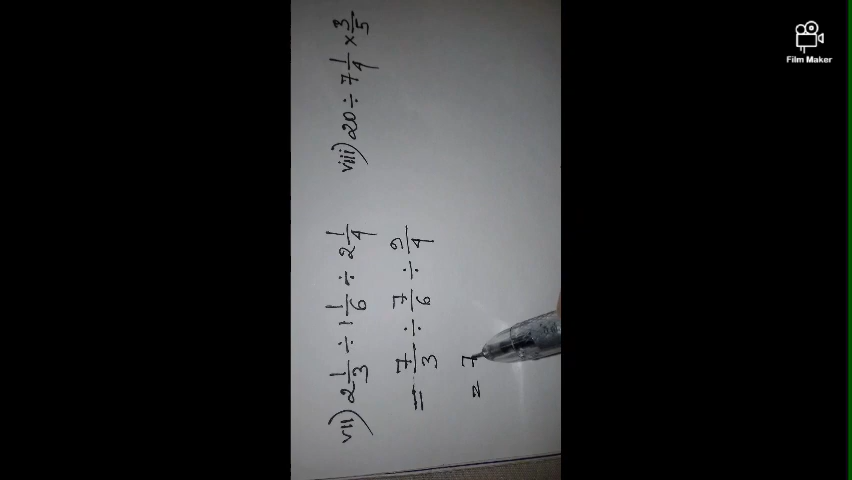 vii) 2 1/3 ÷ 1 1/6 ÷ 2 1/4
= 7/3 ÷ 7/6 ÷ 9/4
= 7
viii) 20 ÷ 7 1/4 × 3/5
Film Maker